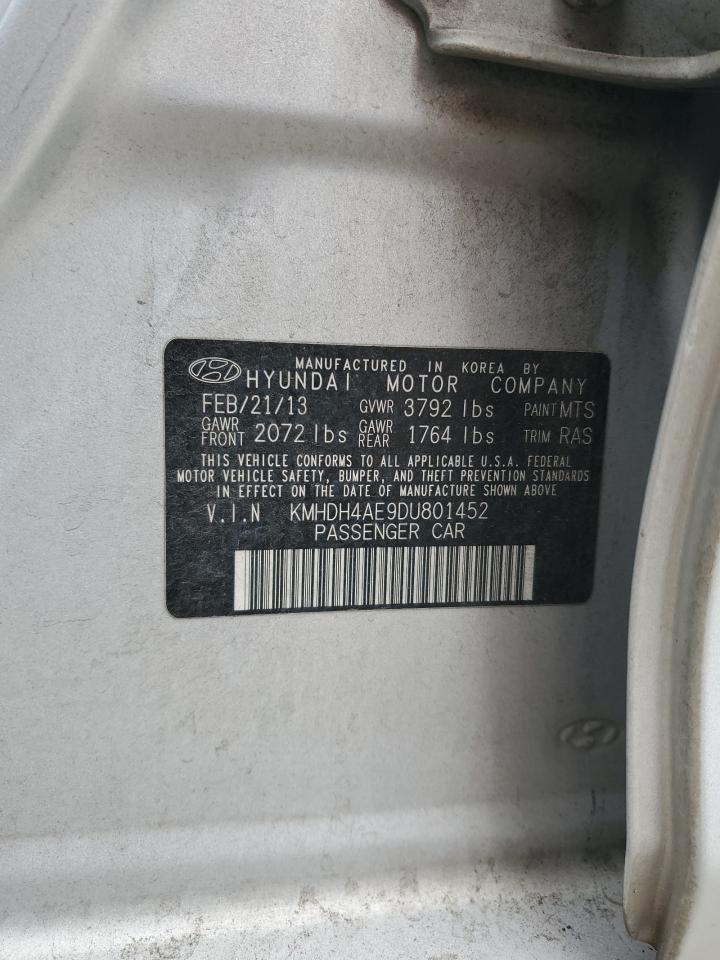 MANUFACTURED IN KOREA BY
HYUNDAI MOTOR COMPANY
FEB/21/13 GVWR 3792 lbs PAINT MTS
GAWR FRONT 2072 lbs GAWR REAR 1764 lbs TRIM RAS
THIS VEHICLE CONFORMS TO ALL APPLICABLE U.S.A. FEDERAL
MOTOR VEHICLE SAFETY, BUMPER, AND THEFT PREVENTION STANDARDS
IN EFFECT ON THE DATE OF MANUFACTURE SHOWN ABOVE
V.I.N KMHDH4AE9DU801452
PASSENGER CAR